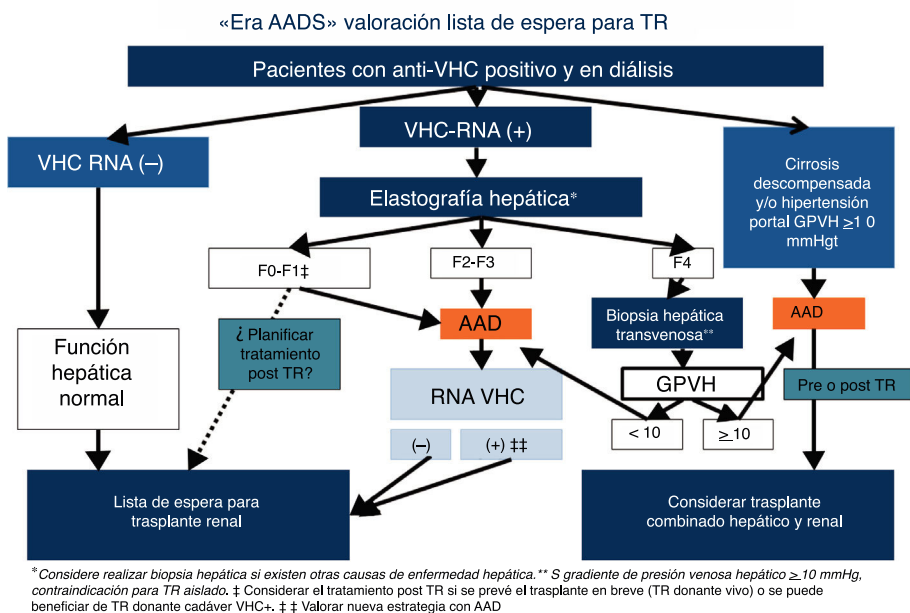 «Era AADS» valoración lista de espera para TR
Pacientes con anti-VHC positivo y en diálisis
VHC-RNA (+)
VHC RNA (–)
Cirrosis
descompensada
y/o hipertensión
portal GPVH ≥1 0
mmHgt
Elastografía hepática*
F0-F1‡
F2-F3
F4
AAD
Biopsia hepática
transvenosa**
AAD
¿ Planificar
tratamiento
post TR?
Función
hepática
normal
RNA VHC
GPVH
Pre o post TR
< 10
≥ 10
(–)
(+) ‡‡
Lista de espera para
trasplante renal
Considerar trasplante
combinado hepático y renal
*Considere realizar biopsia hepática si existen otras causas de enfermedad hepática.** S gradiente de presión venosa hepático ≥10 mmHg,
contraindicación para TR aislado. ‡ Considerar el tratamiento post TR si se prevé el trasplante en breve (TR donante vivo) o se puede
beneficiar de TR donante cadáver VHC+. ‡ ‡ Valorar nueva estrategia con AAD